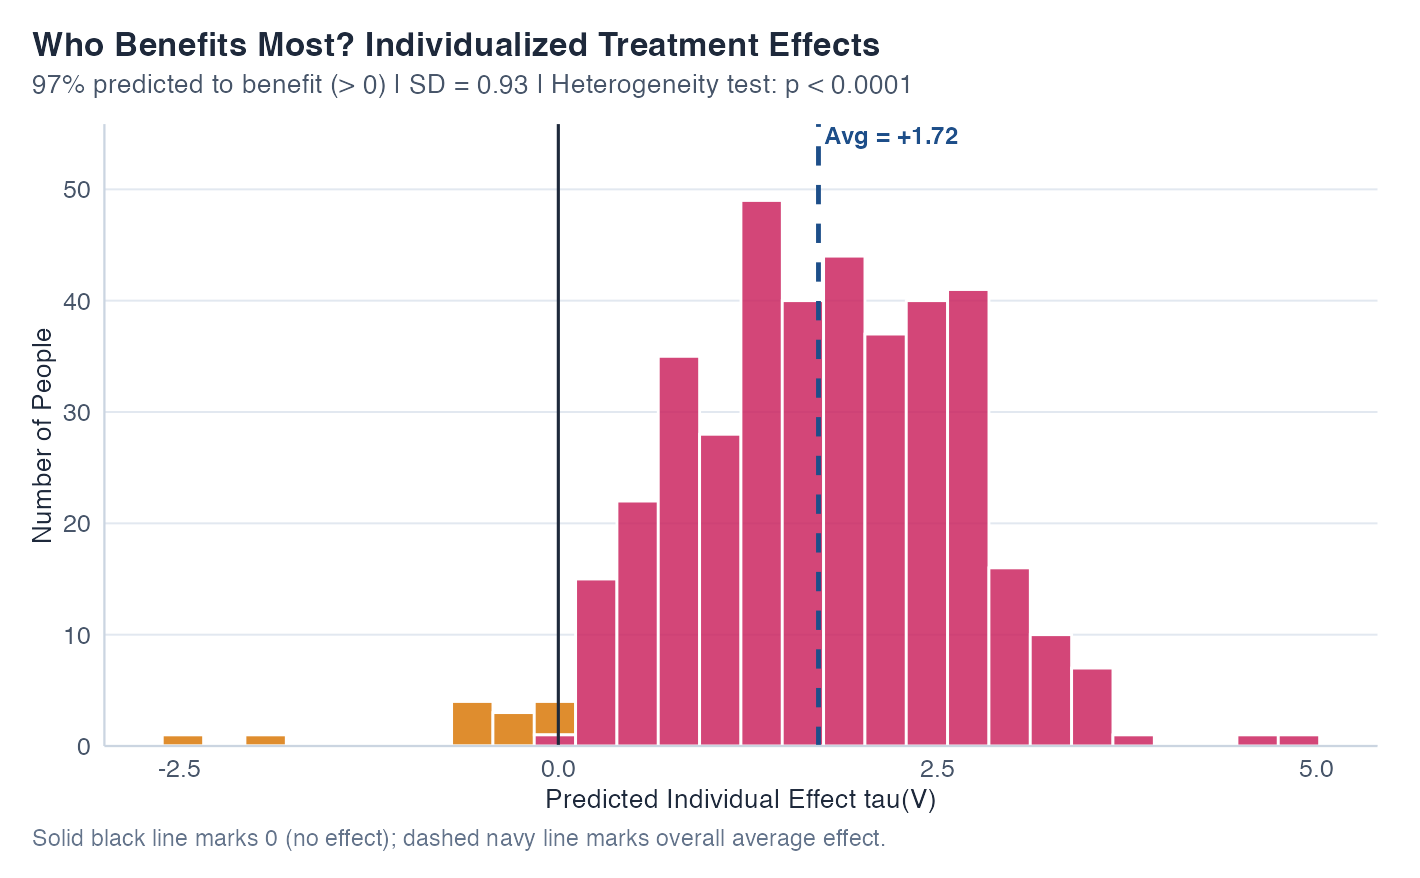 Who Benefits Most? Individualized Treatment Effects
97% predicted to benefit (> 0) | SD = 0.93 | Heterogeneity test: p < 0.0001
Avg = +1.72
Number of People
50
40
30
20
10
0
-2.5
0.0
2.5
5.0
Predicted Individual Effect tau(V)
Solid black line marks 0 (no effect); dashed navy line marks overall average effect.